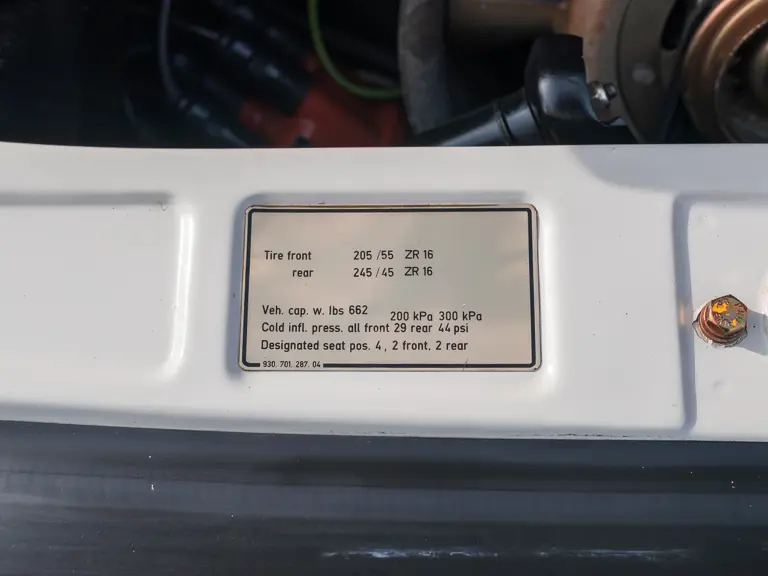 Tire front 205 /55 ZR 16
rear 245 / 45 ZR 16
Veh. cap. w. lbs 662 200 kPa 300 kPa
Cold infl. press. all front 29 rear 44 psi
Designated seat pos. 4 , 2 front, 2 rear
930. 701. 287. 04